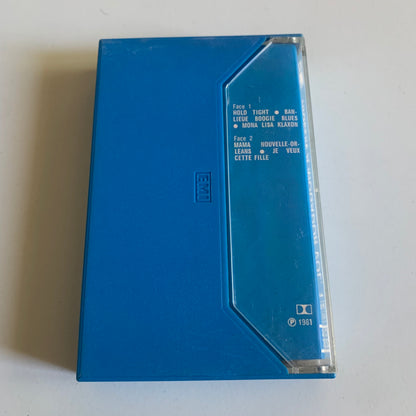 Face 1
HOLD TIGHT ● BAN-
LIEUE BOOGIE BLUES
● MONA LISA KLAXON
Face 2
MAMA NOUVELLE-OR-
LEANS ● JE VEUX
CETTE FILLE
EMI
℗ 1981